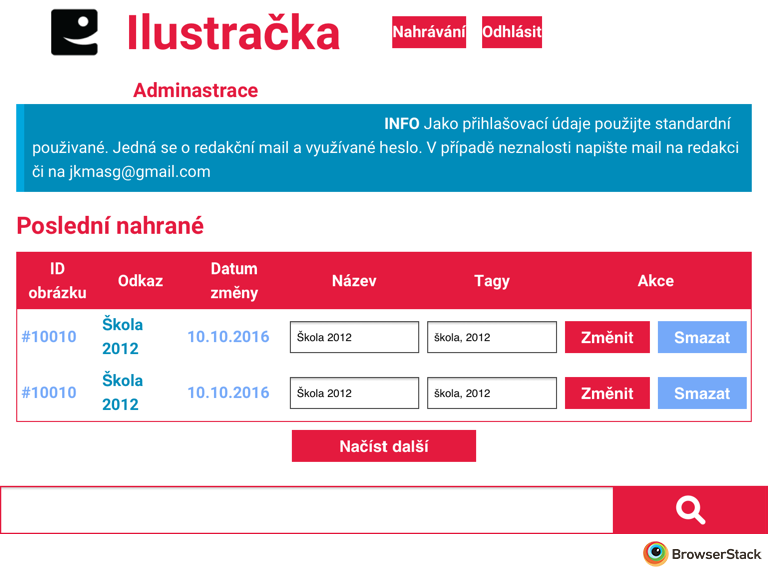 Ilustračka
Nahrávání Odhlásit
Adminastrace
INFO Jako přihlašovací údaje použijte standardní
použivané. Jedná se o redakční mail a využívané heslo. V případě neznalosti napište mail na redakci
či na jkmasg@gmail.com
Poslední nahrané
ID obrázku Odkaz Datum změny Název Tagy Akce
#10010 Škola 2012 10.10.2016 Škola 2012 škola, 2012 Změnit Smazat
#10010 Škola 2012 10.10.2016 Škola 2012 škola, 2012 Změnit Smazat
Načíst další
BrowserStack